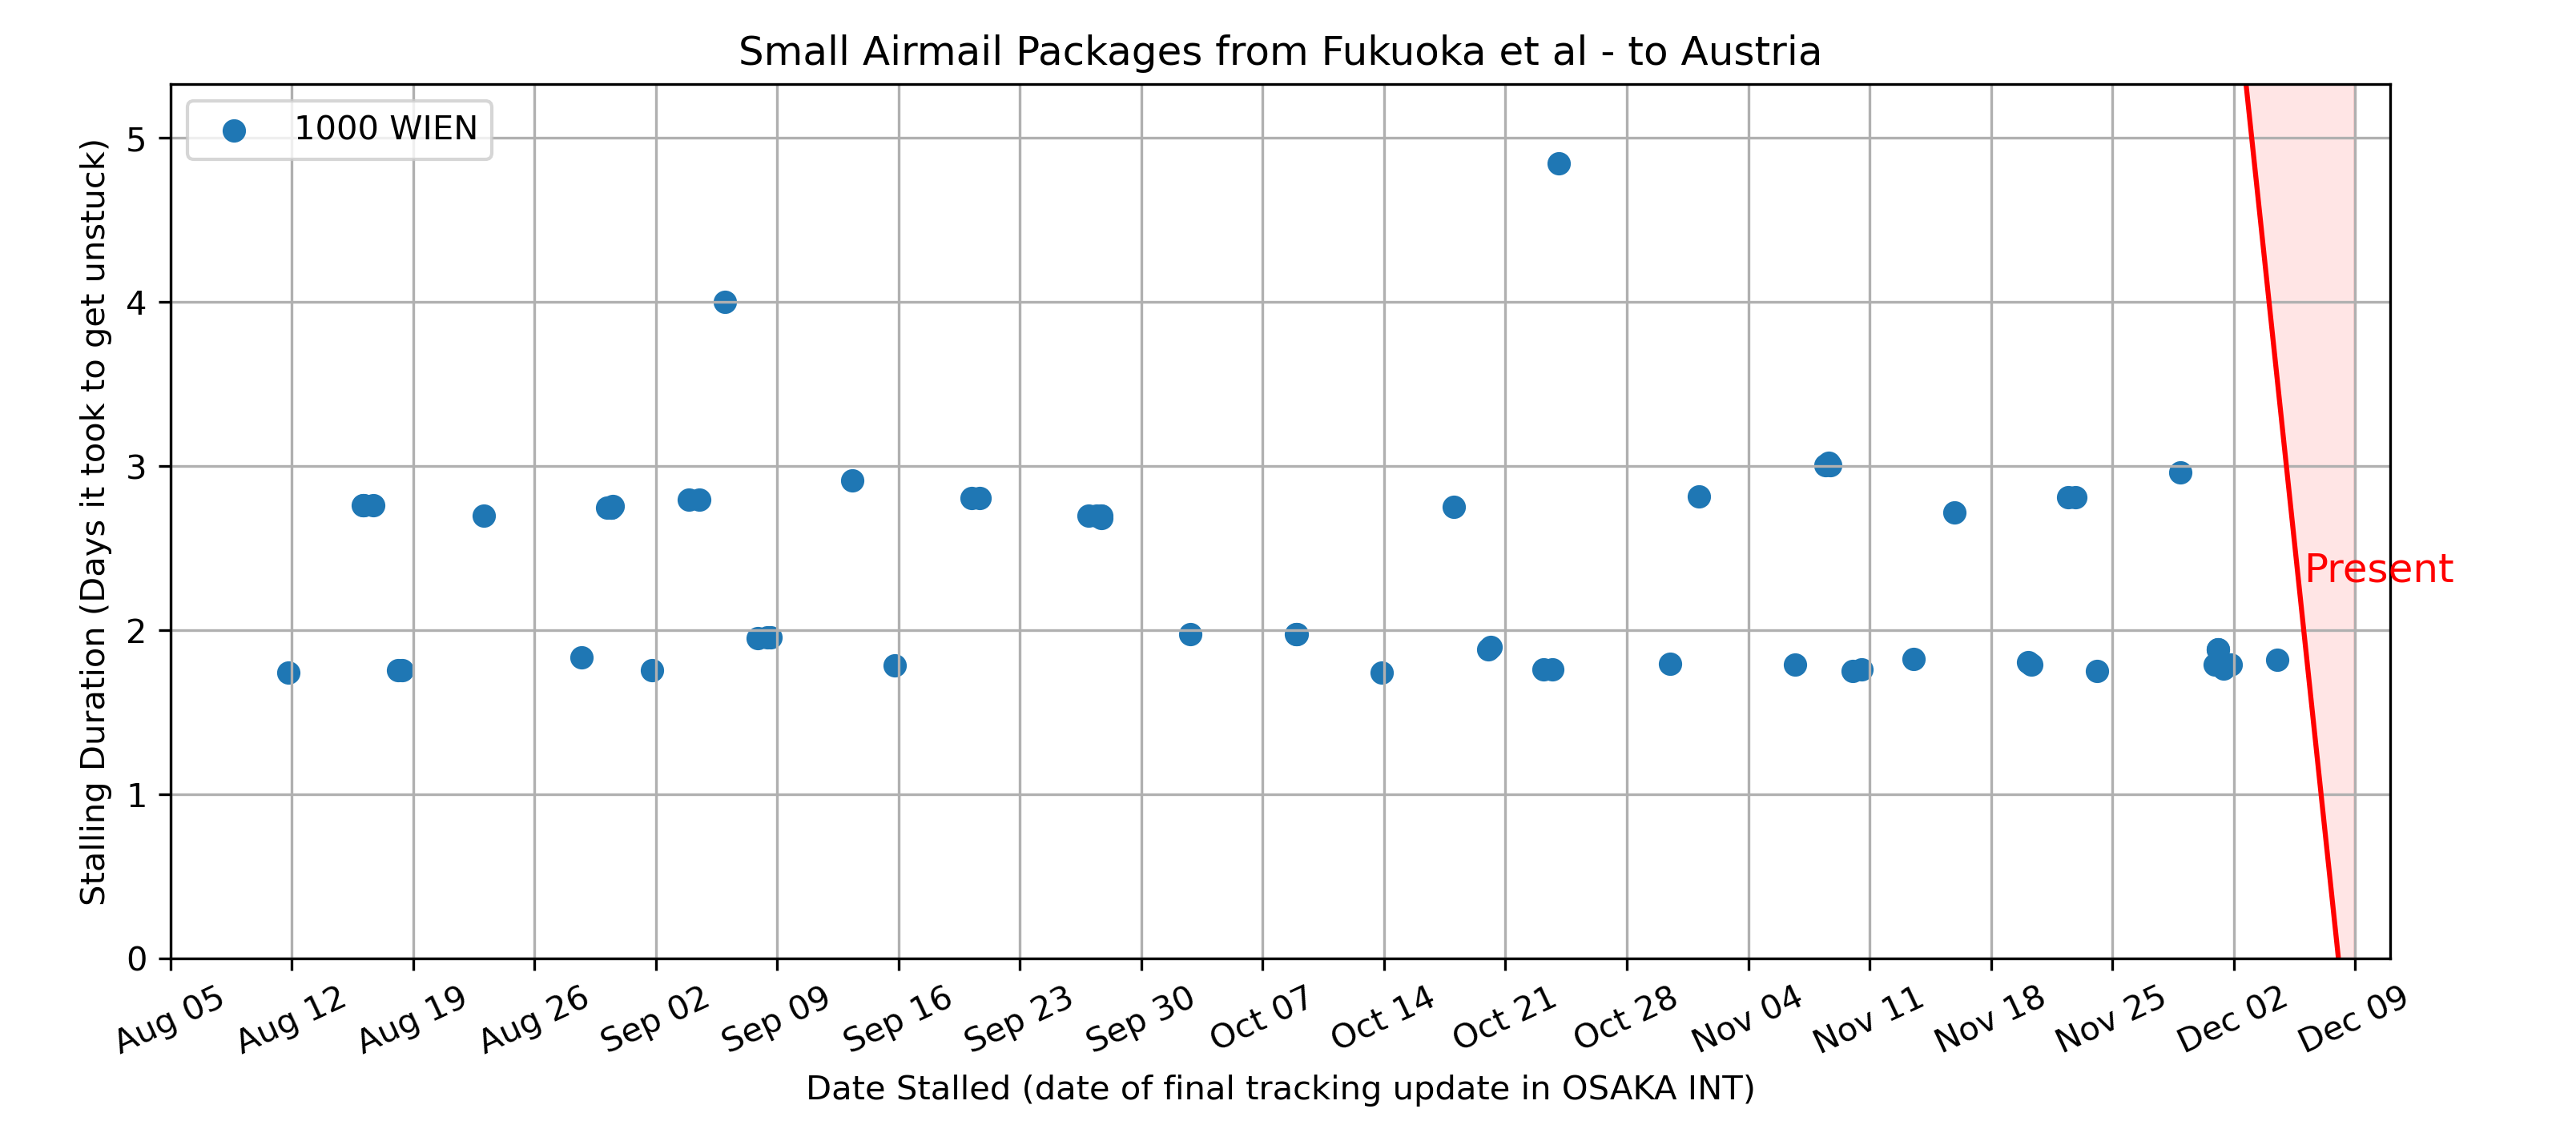 Small Airmail Packages from Fukuoka et al - to Austria
1000 WIEN
Stalling Duration (Days it took to get unstuck)
5
4
3
2
1
0
Present
Aug 05
Aug 12
Aug 19
Aug 26
Sep 02
Sep 09
Sep 16
Sep 23
Sep 30
Oct 07
Oct 14
Oct 21
Oct 28
Nov 04
Nov 11
Nov 18
Nov 25
Dec 02
Dec 09
Date Stalled (date of final tracking update in OSAKA INT)